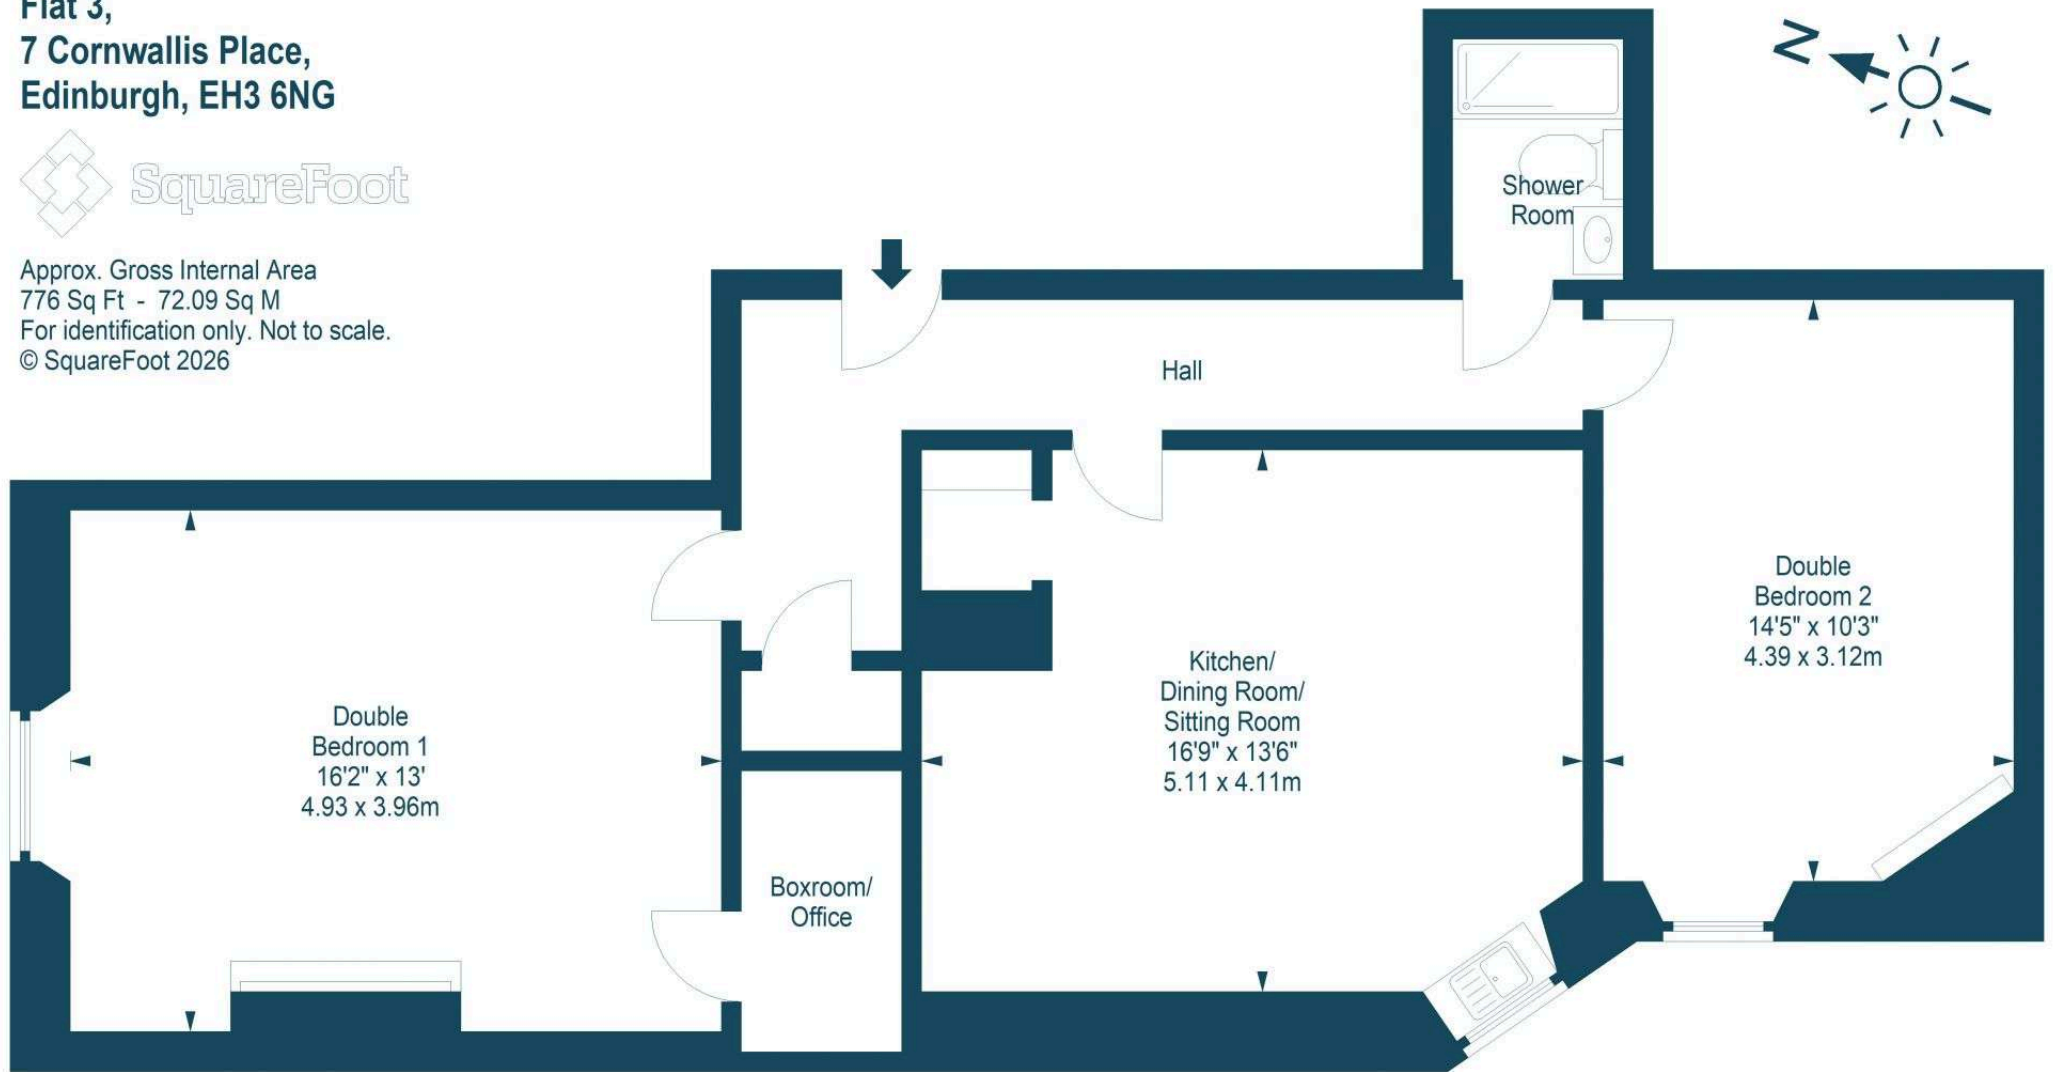 Flat 3,
7 Cornwallis Place,
Edinburgh, EH3 6NG
SquareFoot
Approx. Gross Internal Area
776 Sq Ft - 72.09 Sq M
For identification only. Not to scale.
© SquareFoot 2026
N
Shower
Room
Hall
Double
Bedroom 2
14'5" x 10'3"
4.39 x 3.12m
Kitchen/
Dining Room/
Sitting Room
16'9" x 13'6"
5.11 x 4.11m
Double
Bedroom 1
16'2" x 13'
4.93 x 3.96m
Boxroom/
Office